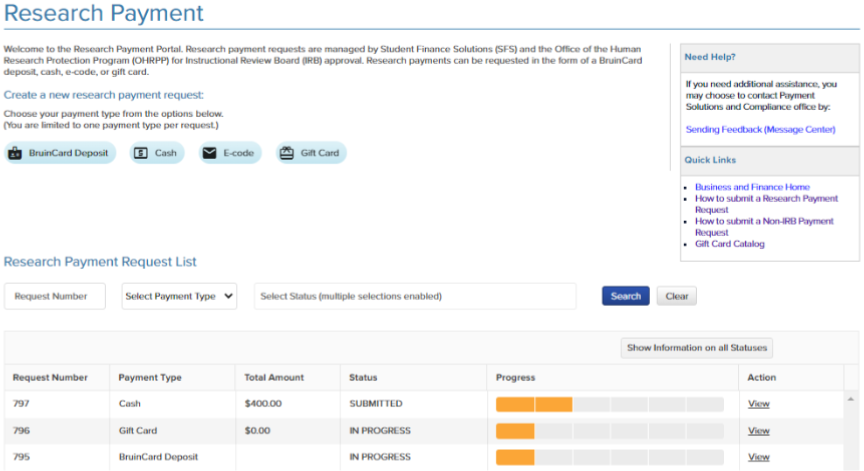 Research Payment
Welcome to the Research Payment Portal. Research payment requests are managed by Student Finance Solutions (SFS) and the Office of the Human
Research Protection Program (OHRPP) for Instructional Review Board (IRB) approval. Research payments can be requested in the form of a BruinCard
deposit, cash, e-code, or gift card.
Create a new research payment request:
Choose your payment type from the options below.
(You are limited to one payment type per request.)
BruinCard Deposit Cash E-code Gift Card
Need Help?
If you need additional assistance, you
may choose to contact Payment
Solutions and Compliance office by:
Sending Feedback (Message Center)
Quick Links
Business and Finance Home
How to submit a Research Payment
Request
How to submit a Non-IRB Payment
Request
Gift Card Catalog
Research Payment Request List
Request Number Select Payment Type Select Status (multiple selections enabled) Search Clear
Show Information on all Statuses
Request Number Payment Type Total Amount Status Progress Action
797 Cash $400.00 SUBMITTED View
796 Gift Card $0.00 IN PROGRESS View
795 BruinCard Deposit IN PROGRESS View